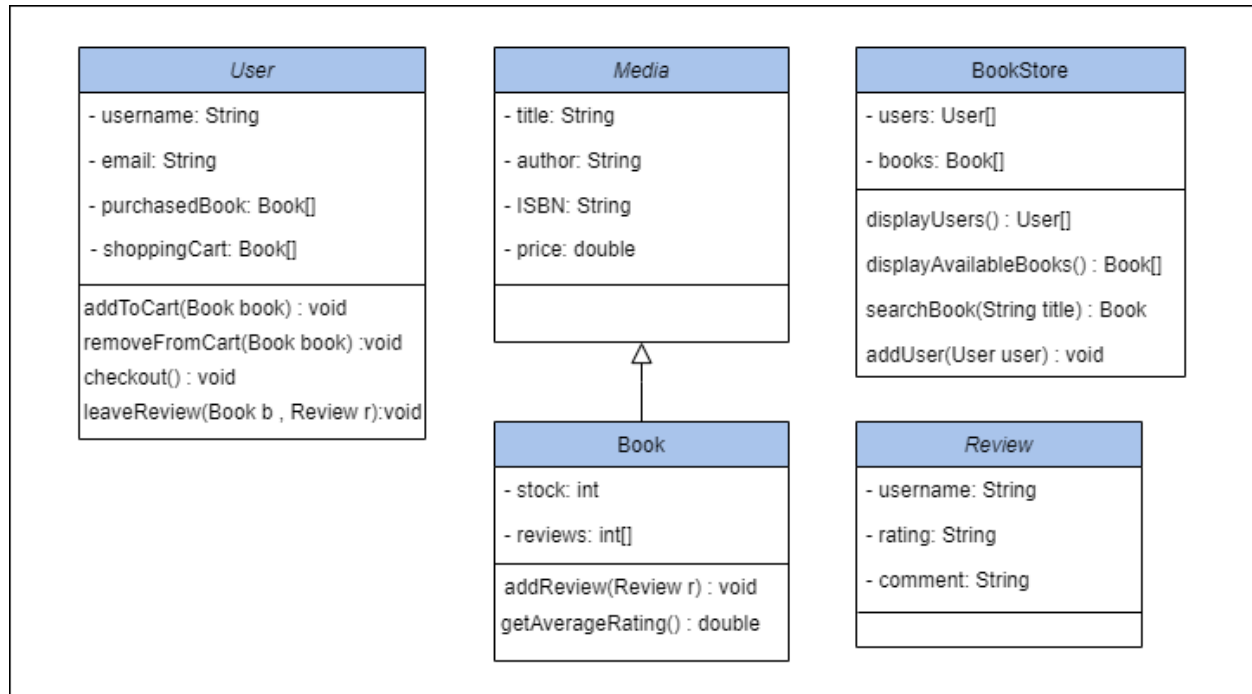 User
- username: String
- email: String
- purchasedBook: Book[]
- shoppingCart: Book[]
addToCart(Book book) : void
removeFromCart(Book book) :void
checkout() : void
leaveReview(Book b , Review r):void
Media
- title: String
- author: String
- ISBN: String
- price: double
BookStore
- users: User[]
- books: Book[]
displayUsers() : User[]
displayAvailableBooks() : Book[]
searchBook(String title) : Book
addUser(User user) : void
Book
- stock: int
- reviews: int[]
addReview(Review r) : void
getAverageRating() : double
Review
- username: String
- rating: String
- comment: String